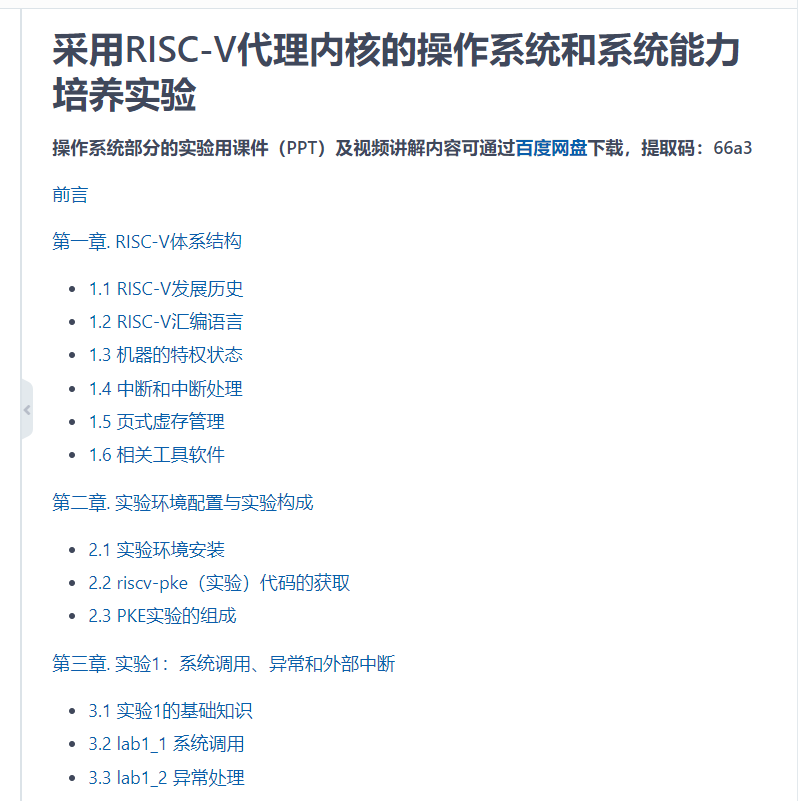 采用RISC-V代理内核的操作系统和系统能力
培养实验
操作系统部分的实验用课件（PPT）及视频讲解内容可通过百度网盘下载，提取码：66a3
前言
第一章. RISC-V体系结构
1.1 RISC-V发展历史
1.2 RISC-V汇编语言
1.3 机器的特权状态
1.4 中断和中断处理
1.5 页式虚存管理
1.6 相关工具软件
第二章. 实验环境配置与实验构成
2.1 实验环境安装
2.2 riscv-pke（实验）代码的获取
2.3 PKE实验的组成
第三章. 实验1：系统调用、异常和外部中断
3.1 实验1的基础知识
3.2 lab1_1 系统调用
3.3 lab1_2 异常处理